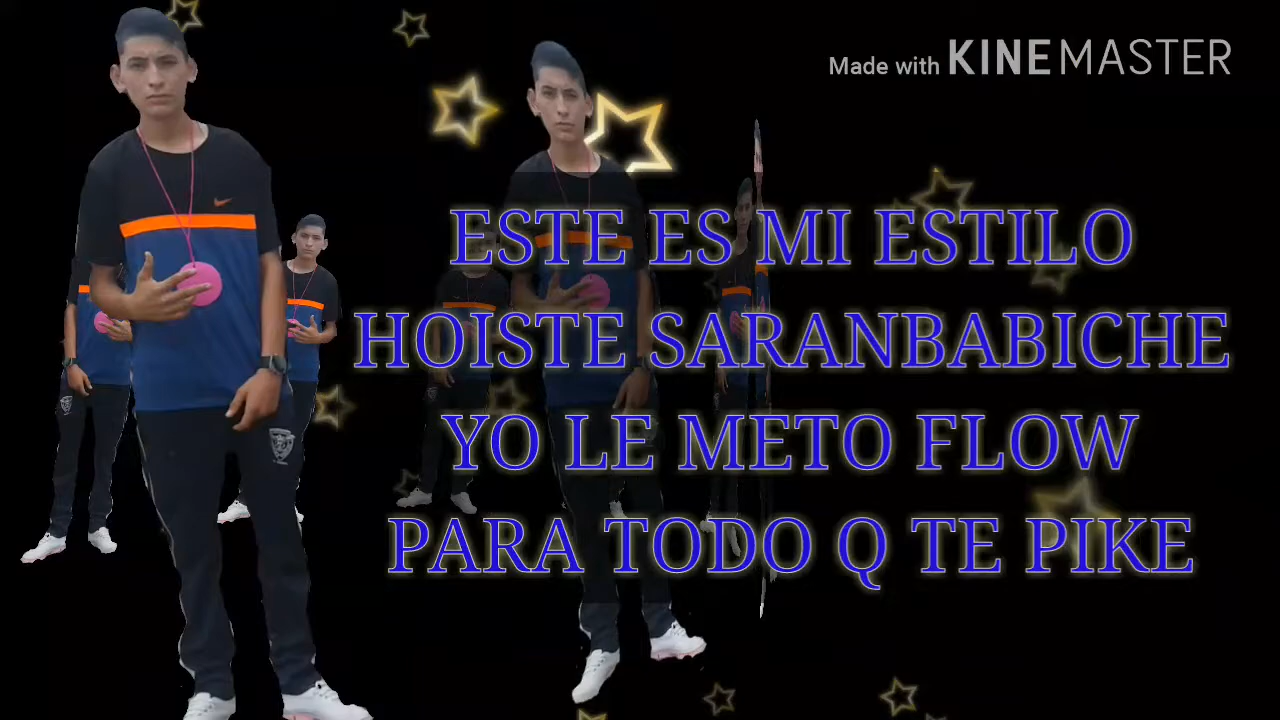 Made with KINEMASTER
ESTE ES MI ESTILO
HOISTE SARANBABICHE
YO LE METO FLOW
PARA TODO Q TE PIKE